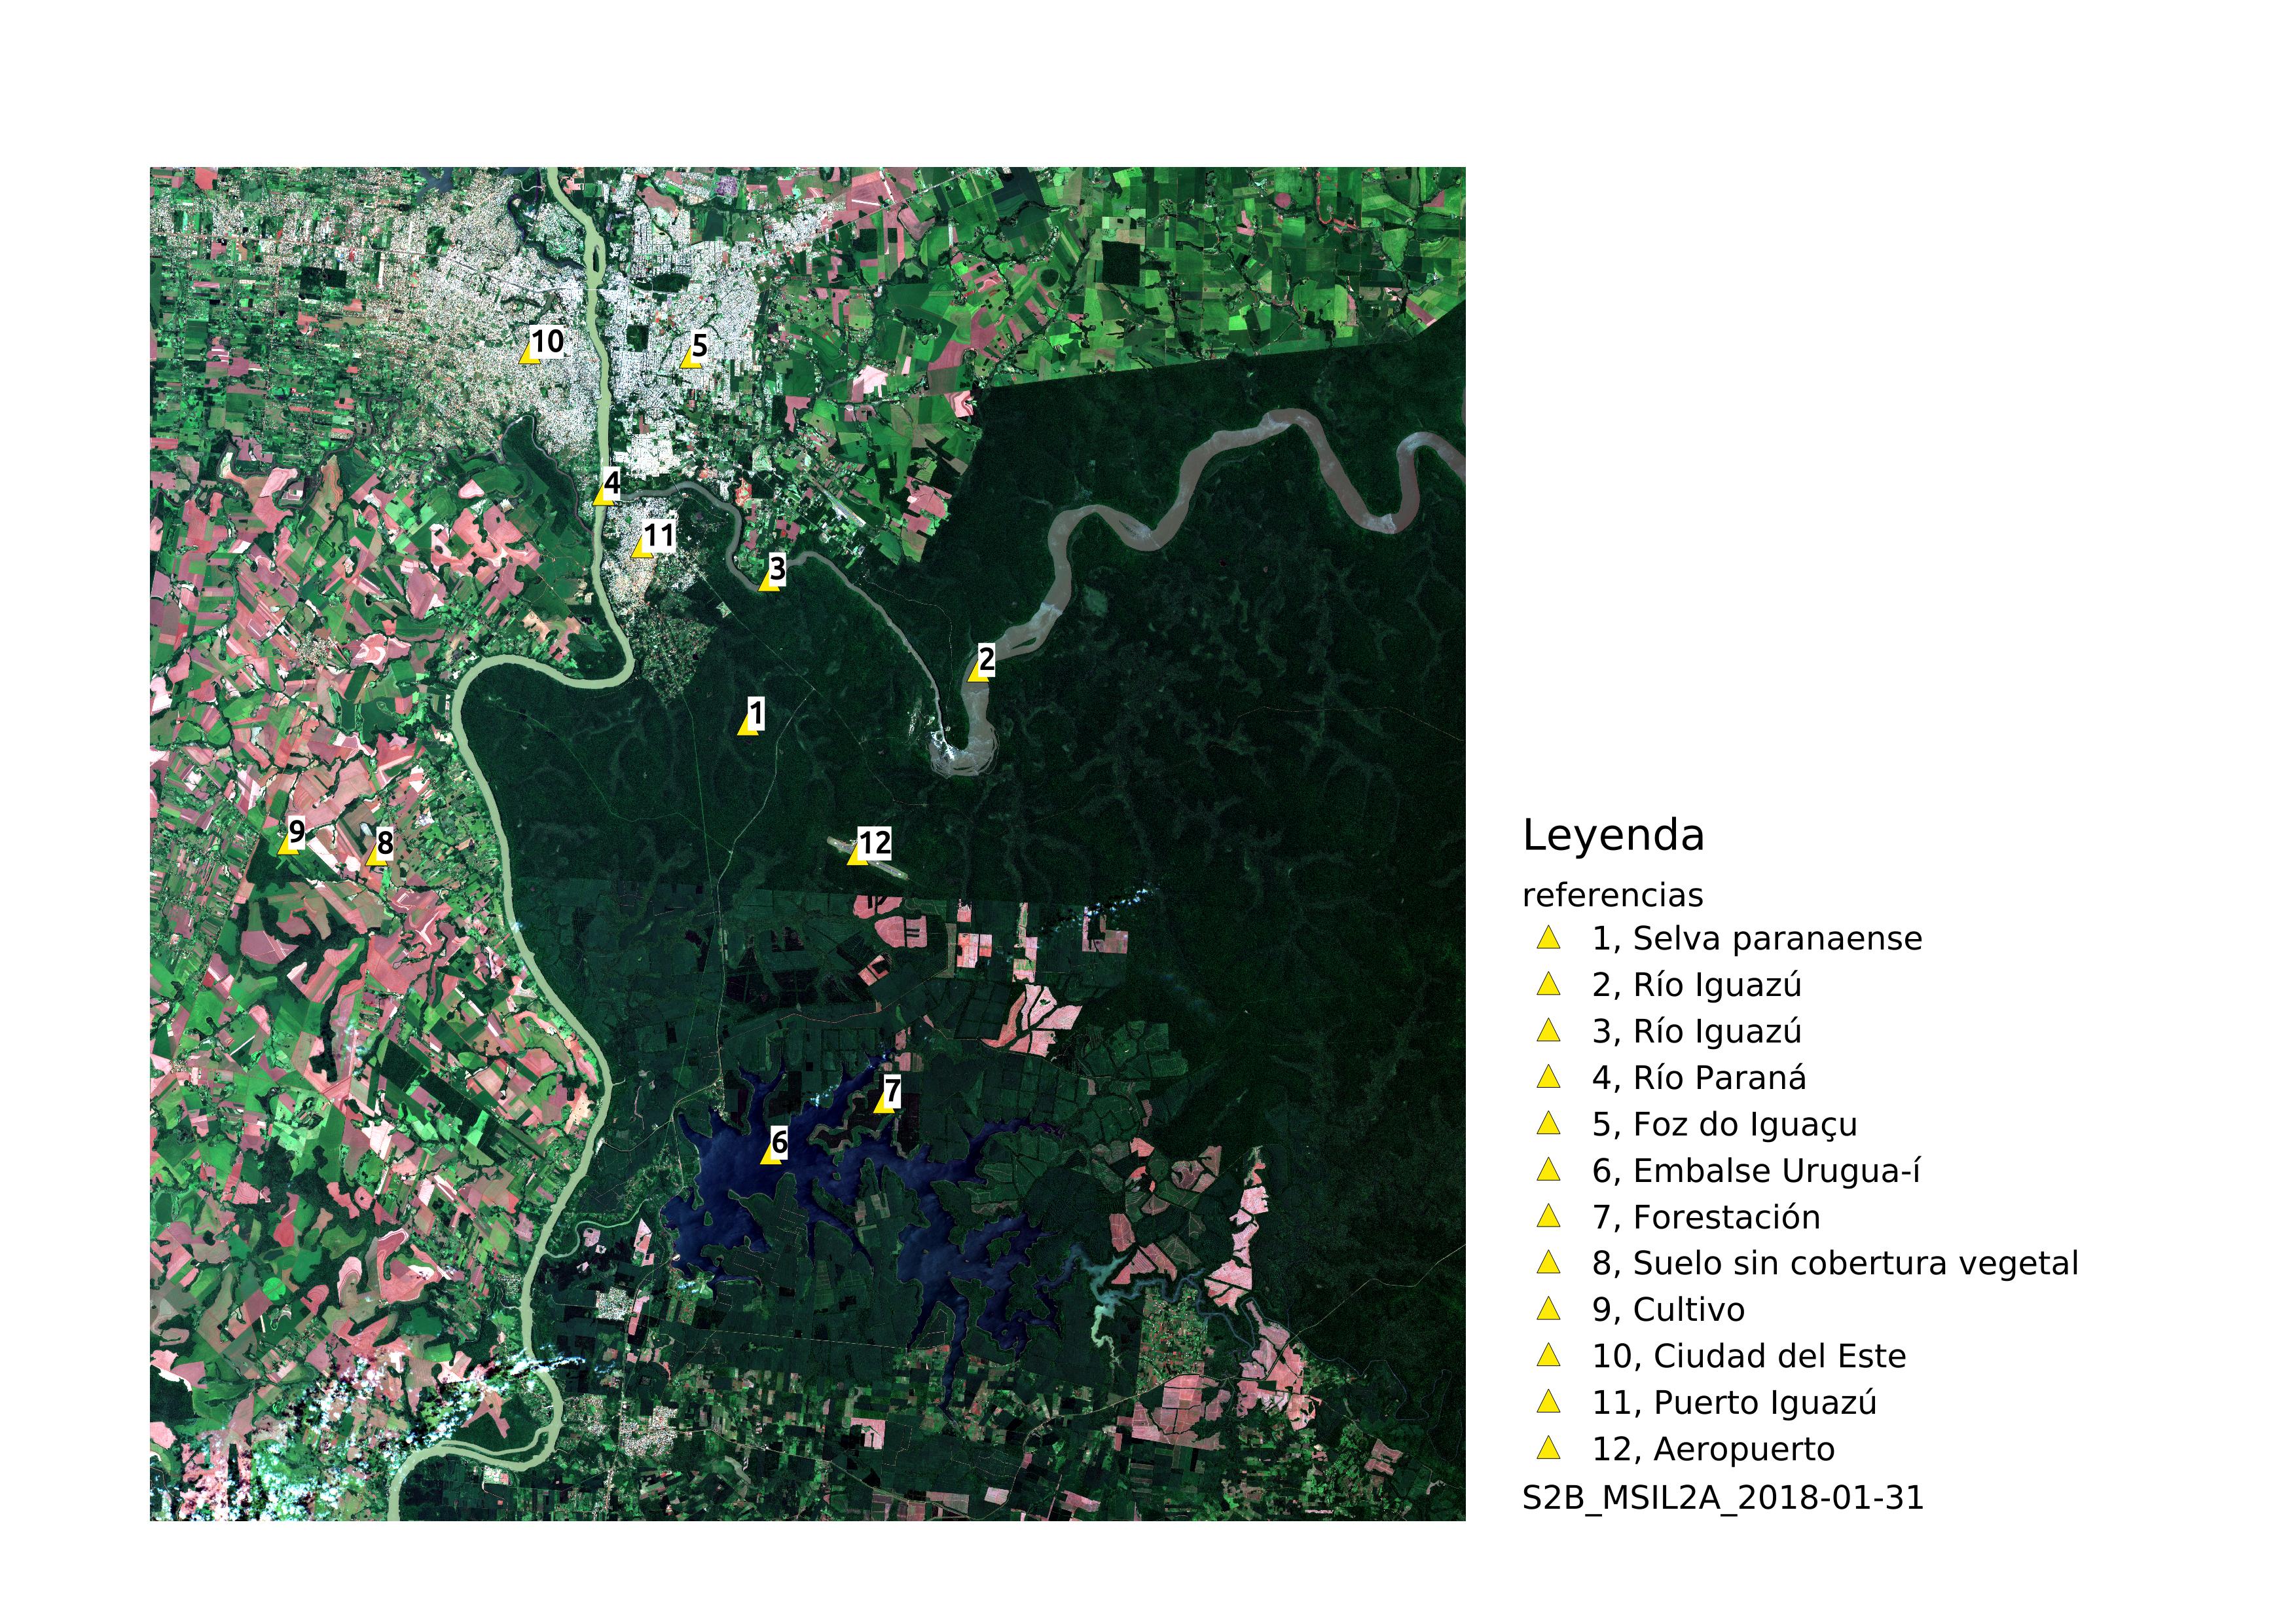 10
5
4
11
3
2
1
9
8
12
7
6
Leyenda
referencias
1, Selva paranaense
2, Río Iguazú
3, Río Iguazú
4, Río Paraná
5, Foz do Iguaçu
6, Embalse Urugua-í
7, Forestación
8, Suelo sin cobertura vegetal
9, Cultivo
10, Ciudad del Este
11, Puerto Iguazú
12, Aeropuerto
S2B_MSIL2A_2018-01-31